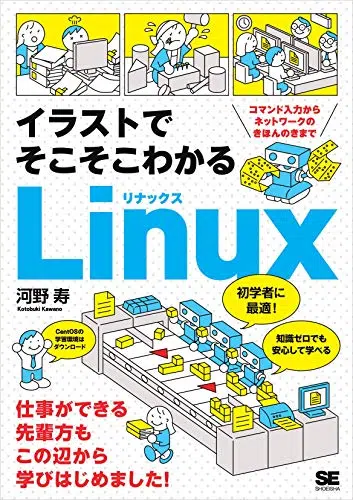 コマンド入力から
ネットワークの
きほんのきまで
イラストで
そこそこわかる
リナックス
Linux
河野 寿
Kotobuki Kawano
初学者に
最適!
知識ゼロでも
安心して学べる
CentOSの
学習環境は
ダウンロード
仕事ができる
先輩方も
この辺から
学びはじめました!
SE
SHOEISHA